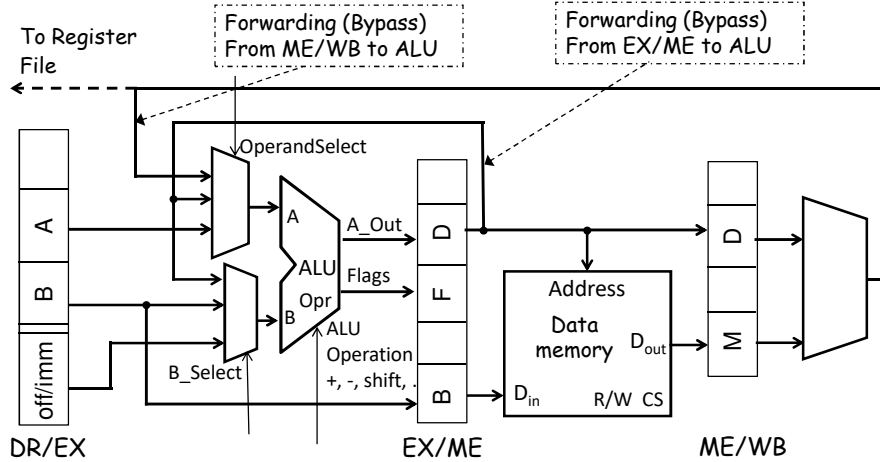 Forwarding (Bypass)
From ME/WB to ALU
Forwarding (Bypass)
From EX/ME to ALU
To Register
File
OperandSelect
A
A
A_Out
D
D
ALU
Flags
B
Opr
F
Address
B
ALU
Data
memory
Dout
M
Operation
+, -, shift, .
B_Select
off/imm
B
Din
R/W CS
DR/EX
EX/ME
ME/WB